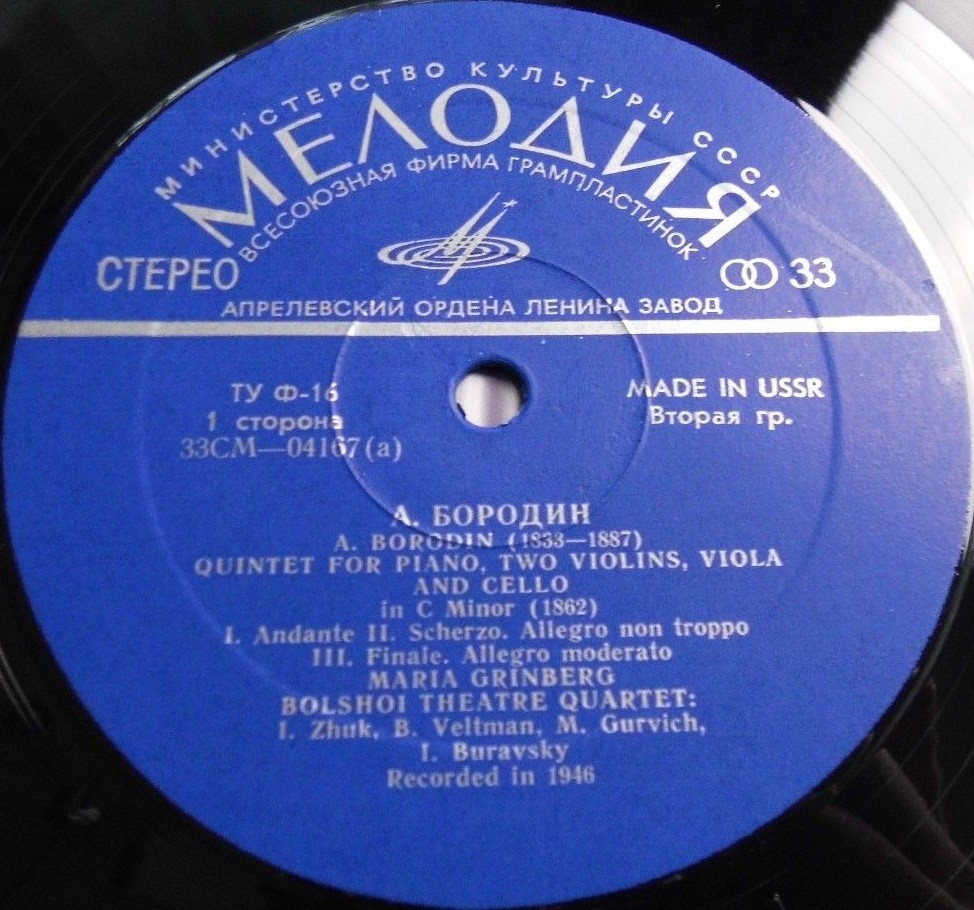 МИНИСТЕРСТВО КУЛЬТУРЫ СССР
МЕЛОДИЯ
ВСЕСОЮЗНАЯ ФИРМА ГРАМПЛАСТИНОК
СТЕРЕО
33
АПРЕЛЕВСКИЙ ОРДЕНА ЛЕНИНА ЗАВОД
ТУ Ф-16
MADE IN USSR
1 сторона
Вторая гр.
33СМ—04167(а)
А. БОРОДИН
A. BORODIN (1833—1887)
QUINTET FOR PIANO, TWO VIOLINS, VIOLA
AND CELLO
in C Minor (1862)
I. Andante II. Scherzo. Allegro non troppo
III. Finale. Allegro moderato
MARIA GRINBERG
BOLSHOI THEATRE QUARTET:
I. Zhuk, B. Veltman, M. Gurvich,
I. Buravsky
Recorded in 1946